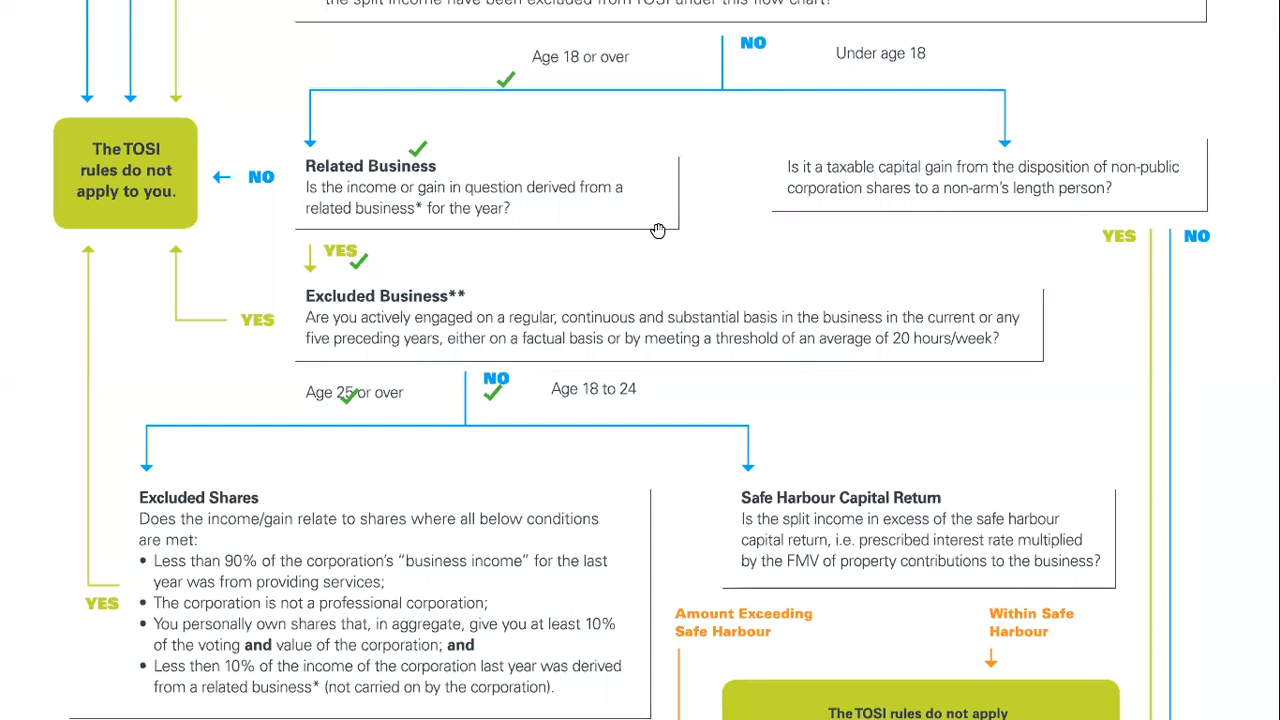 the split income have been excluded from TOSI under this flow chart?
NO
Age 18 or over
Under age 18
The TOSI
rules do not
apply to you.
NO
Related Business
Is the income or gain in question derived from a
related business* for the year?
Is it a taxable capital gain from the disposition of non-public
corporation shares to a non-arm's length person?
YES
NO
YES
Excluded Business**
Are you actively engaged on a regular, continuous and substantial basis in the business in the current or any
five preceding years, either on a factual basis or by meeting a threshold of an average of 20 hours/week?
YES
NO
Age 25 or over
Age 18 to 24
Excluded Shares
Does the income/gain relate to shares where all below conditions
are met:
• Less than 90% of the corporation's “business income” for the last
year was from providing services;
• The corporation is not a professional corporation;
• You personally own shares that, in aggregate, give you at least 10%
of the voting and value of the corporation; and
• Less then 10% of the income of the corporation last year was derived
from a related business* (not carried on by the corporation).
YES
Safe Harbour Capital Return
Is the split income in excess of the safe harbour
capital return, i.e. prescribed interest rate multiplied
by the FMV of property contributions to the business?
Amount Exceeding
Safe Harbour
Within Safe
Harbour
The TOSI rules do not apply